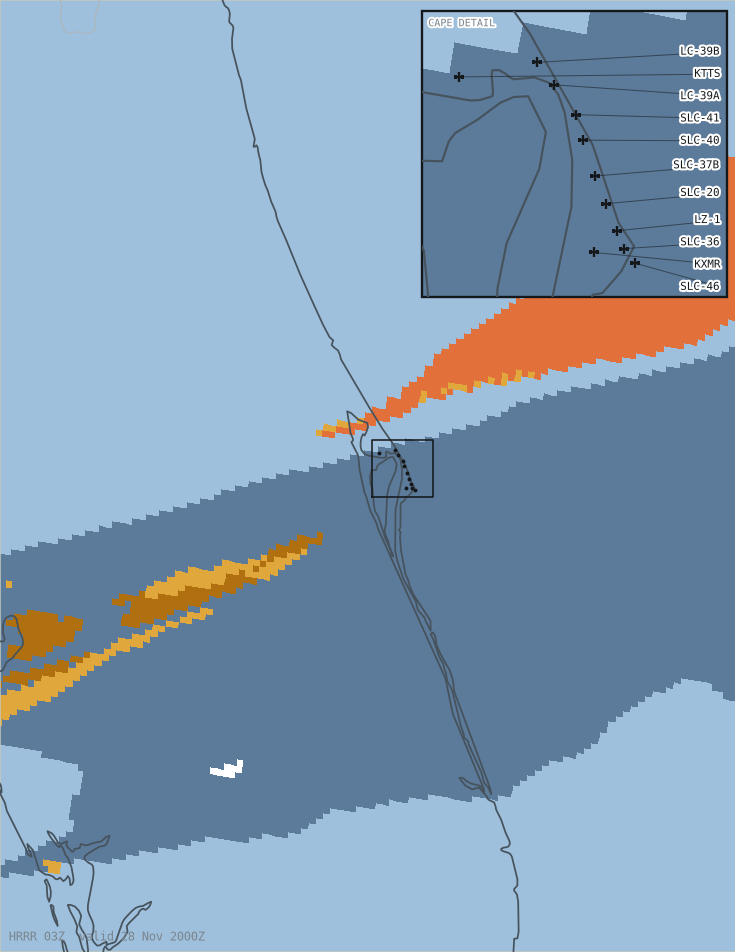 CAPE DETAIL
LC-39B
KTTS
LC-39A
SLC-41
SLC-40
SLC-37B
SLC-20
LZ-1
SLC-36
KXMR
SLC-46
HRRR 03Z valid 28 Nov 2000Z